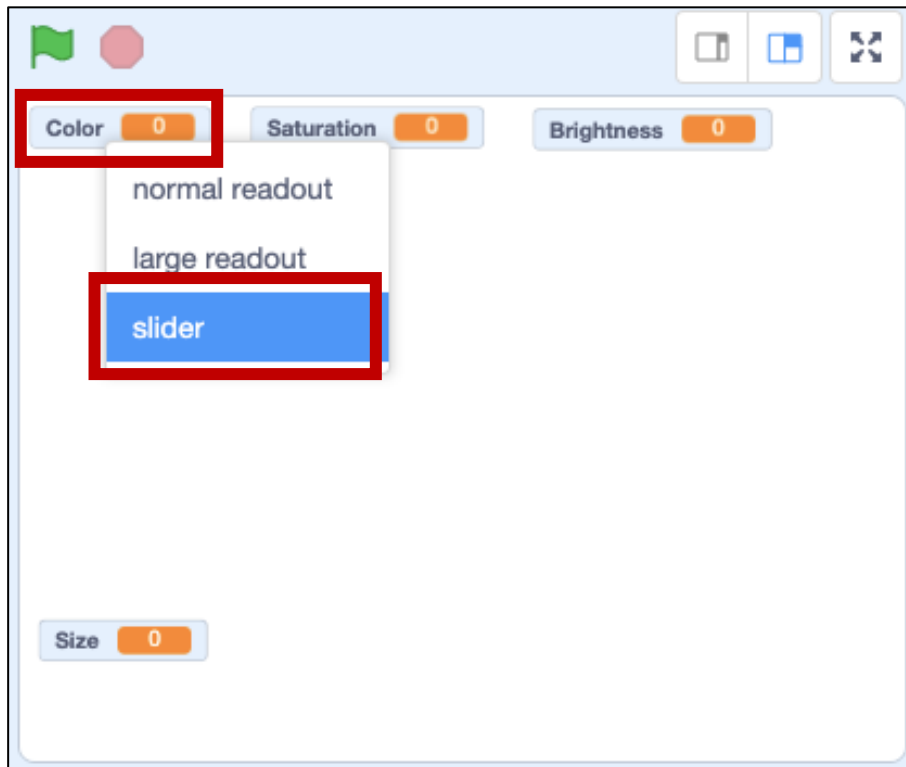 Color 0 Saturation 0 Brightness 0
normal readout
large readout
slider
Size 0